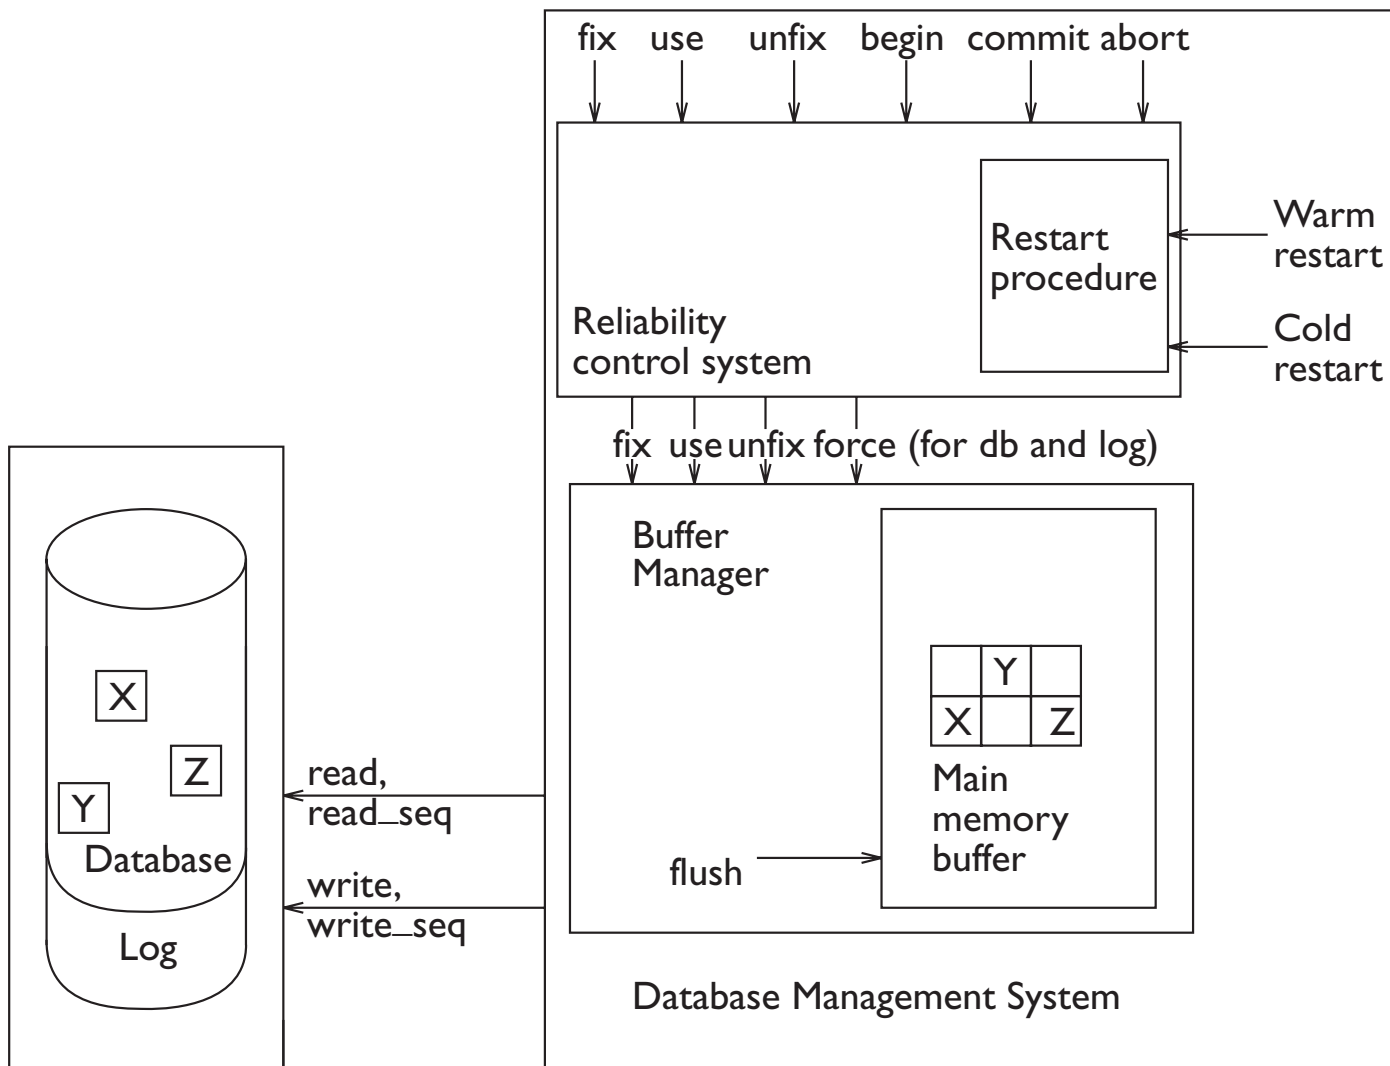 fix use unfix begin commit abort
Warm
restart
Restart
procedure
Cold
restart
Reliability
control system
fix use unfix force (for db and log)
Buffer
Manager
Y
X Z
Main
memory
buffer
flush
X
Z
Y
Database
Log
read,
read_seq
write,
write_seq
Database Management System